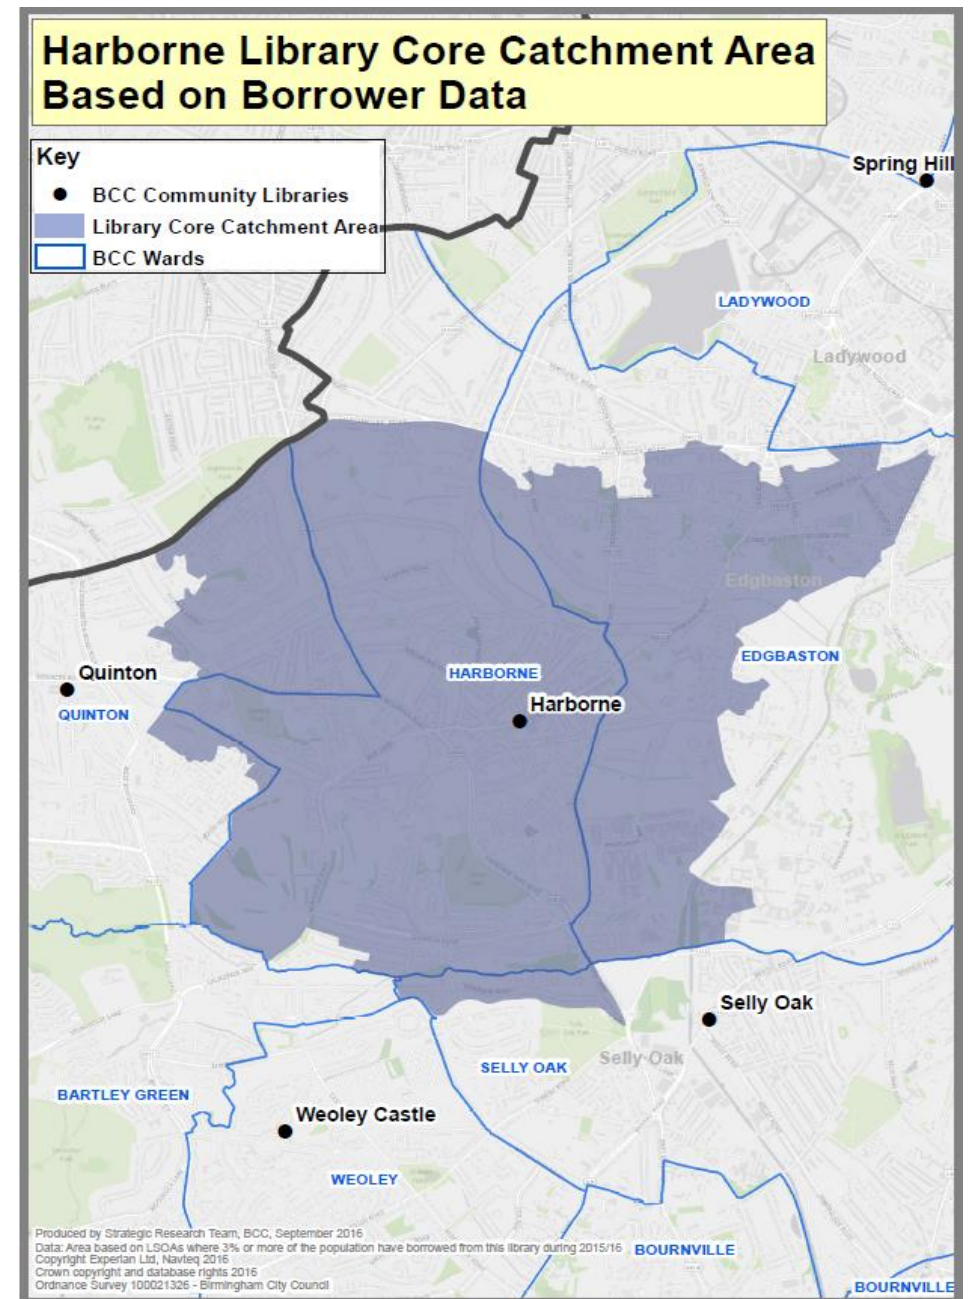 Harborne Library Core Catchment Area
Based on Borrower Data
Key
BCC Community Libraries
Library Core Catchment Area
BCC Wards
Spring Hill
LADYWOOD
Ladywood
Edgbaston
EDGBASTON
HARBORNE
Quinton
QUINTON
Harborne
Selly Oak
Selly Oak
SELLY OAK
BARTLEY GREEN
Weoley Castle
WEOLEY
BOURNVILLE
BOURNVILLE
Produced by Strategic Research Team, BCC, September 2016
Data: Area based on LSOAs where 3% or more of the population have borrowed from this library during 2015/16
Copyright Experian Ltd, Navteq 2016
Crown copyright and database rights 2016
Ordnance Survey 100021326 - Birmingham City Council